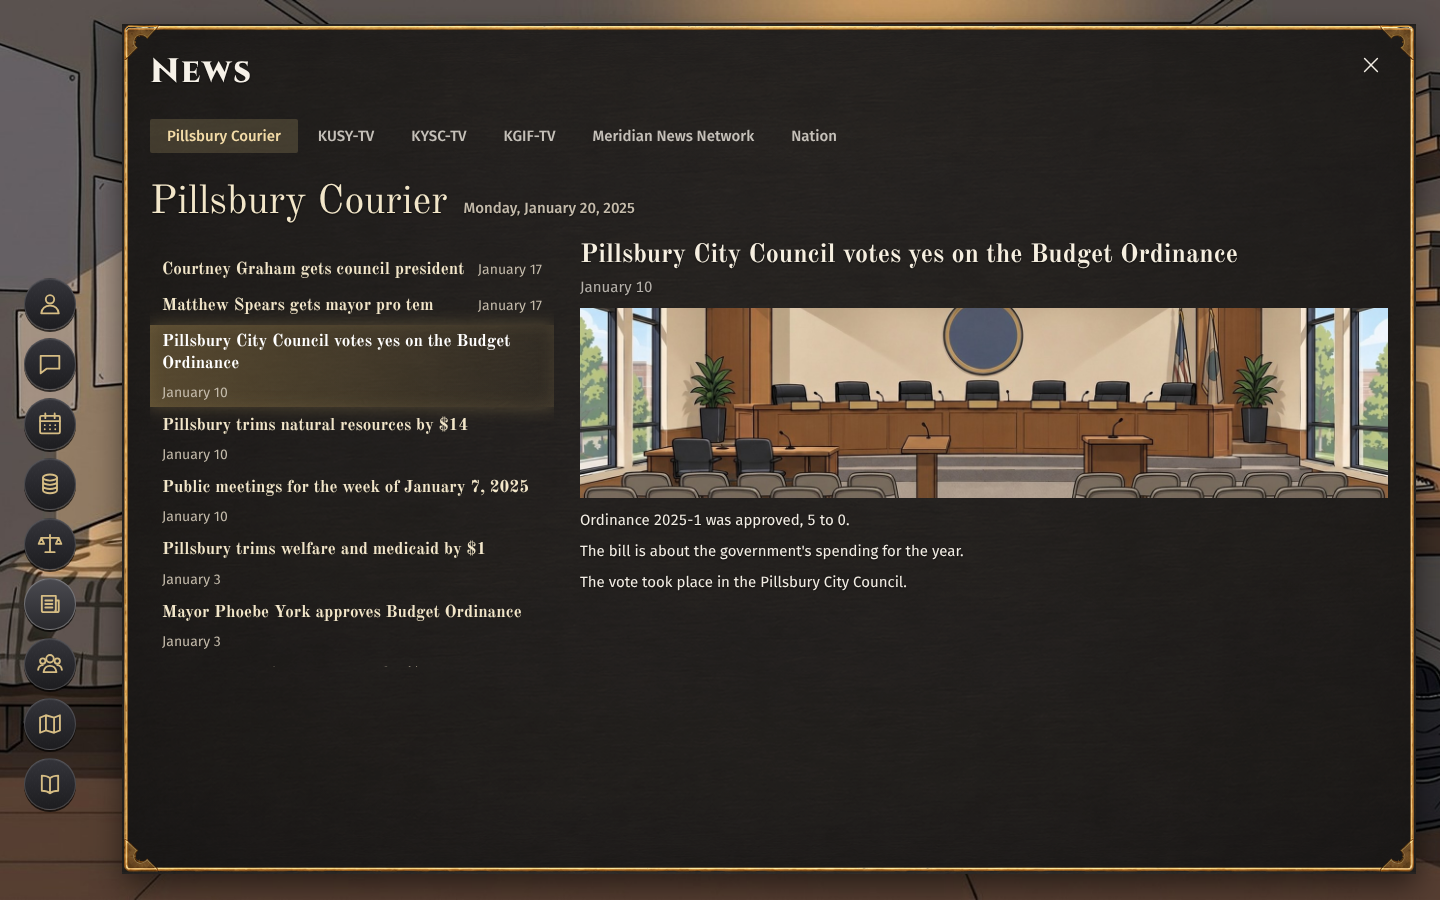 News
Pillsbury Courier
KUSY-TV
KYSC-TV
KGIF-TV
Meridian News Network
Nation
Pillsbury Courier Monday, January 20, 2025
Courtney Graham gets council president January 17
Matthew Spears gets mayor pro tem January 17
Pillsbury City Council votes yes on the Budget
Ordinance
January 10
Pillsbury trims natural resources by $14
January 10
Public meetings for the week of January 7, 2025
January 10
Pillsbury trims welfare and medicaid by $1
January 3
Mayor Phoebe York approves Budget Ordinance
January 3
Pillsbury City Council votes yes on the Budget Ordinance
January 10
Ordinance 2025-1 was approved, 5 to 0.
The bill is about the government's spending for the year.
The vote took place in the Pillsbury City Council.